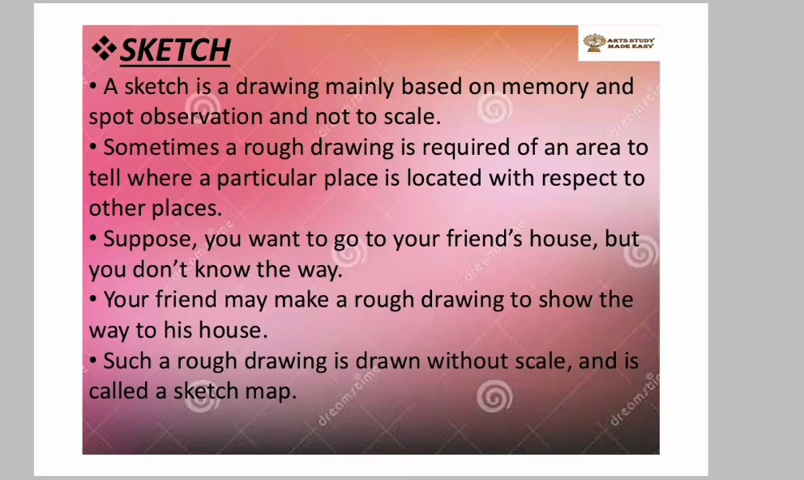 ❖SKETCH
ARTS STUDY
MADE EASY
• A sketch is a drawing mainly based on memory and
spot observation and not to scale.
• Sometimes a rough drawing is required of an area to
tell where a particular place is located with respect to
other places.
• Suppose, you want to go to your friend’s house, but
you don’t know the way.
• Your friend may make a rough drawing to show the
way to his house.
• Such a rough drawing is drawn without scale, and is
called a sketch map.
dreamstime
dreamstime
dreamstime
dreamstime